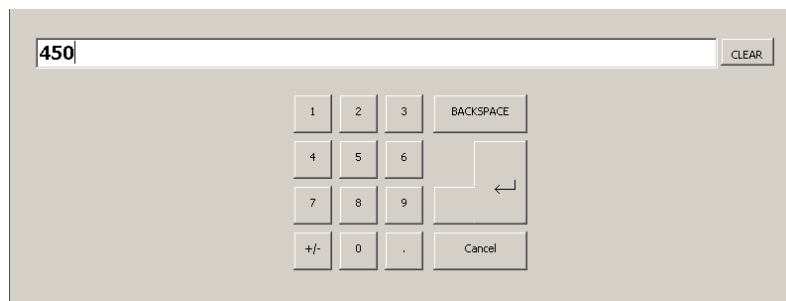 450
CLEAR
1 2 3 BACKSPACE
4 5 6
7 8 9
+/- 0 . Cancel